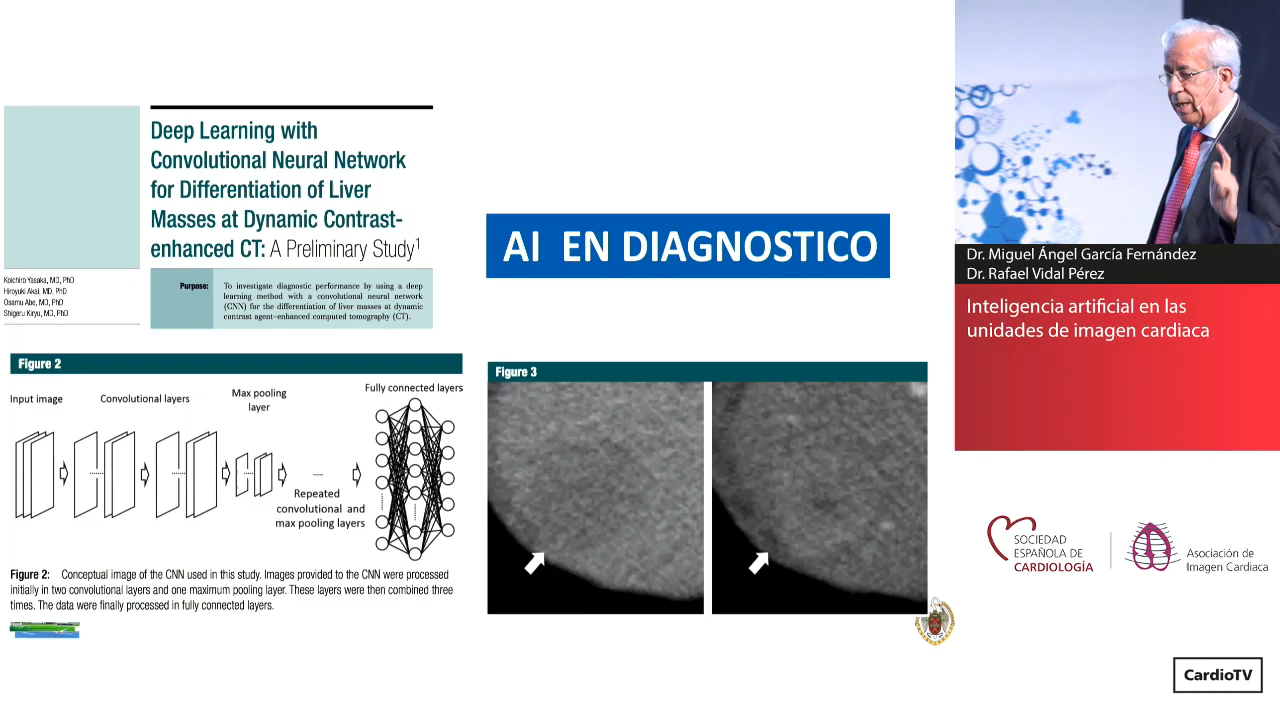 Deep Learning with
Convolutional Neural Network
for Differentiation of Liver
Masses at Dynamic Contrast-
enhanced CT: A Preliminary Study1
Koichiro Yasaka, MD, PhD
Hiroyuki Akai, MD, PhD
Osamu Abe, MD, PhD
Shigeru Kiryu, MD, PhD
Purpose:
To investigate diagnostic performance by using a deep
learning method with a convolutional neural network
(CNN) for the differentiation of liver masses at dynamic
contrast agent–enhanced computed tomography (CT).
AI EN DIAGNOSTICO
Figure 2
Input image
Convolutional layers
Max pooling
layer
Fully connected layers
Repeated
convolutional and
max pooling layers
Figure 2: Conceptual image of the CNN used in this study. Images provided to the CNN were processed
initially in two convolutional layers and one maximum pooling layer. These layers were then combined three
times. The data were finally processed in fully connected layers.
Figure 3
Dr. Miguel Ángel García Fernández
Dr. Rafael Vidal Pérez
Inteligencia artificial en las
unidades de imagen cardiaca
SOCIEDAD
ESPAÑOLA DE
CARDIOLOGÍA
Asociación de
Imagen Cardiaca
CardioTV